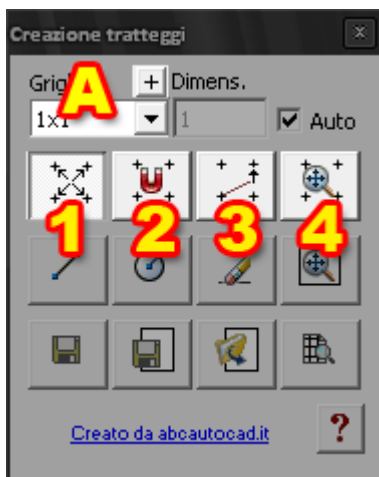 Creazione tratteggi x
Grig A + Dimens.
1x1 1 Auto
1 2 3 4
Creato da abcautocad.it ?